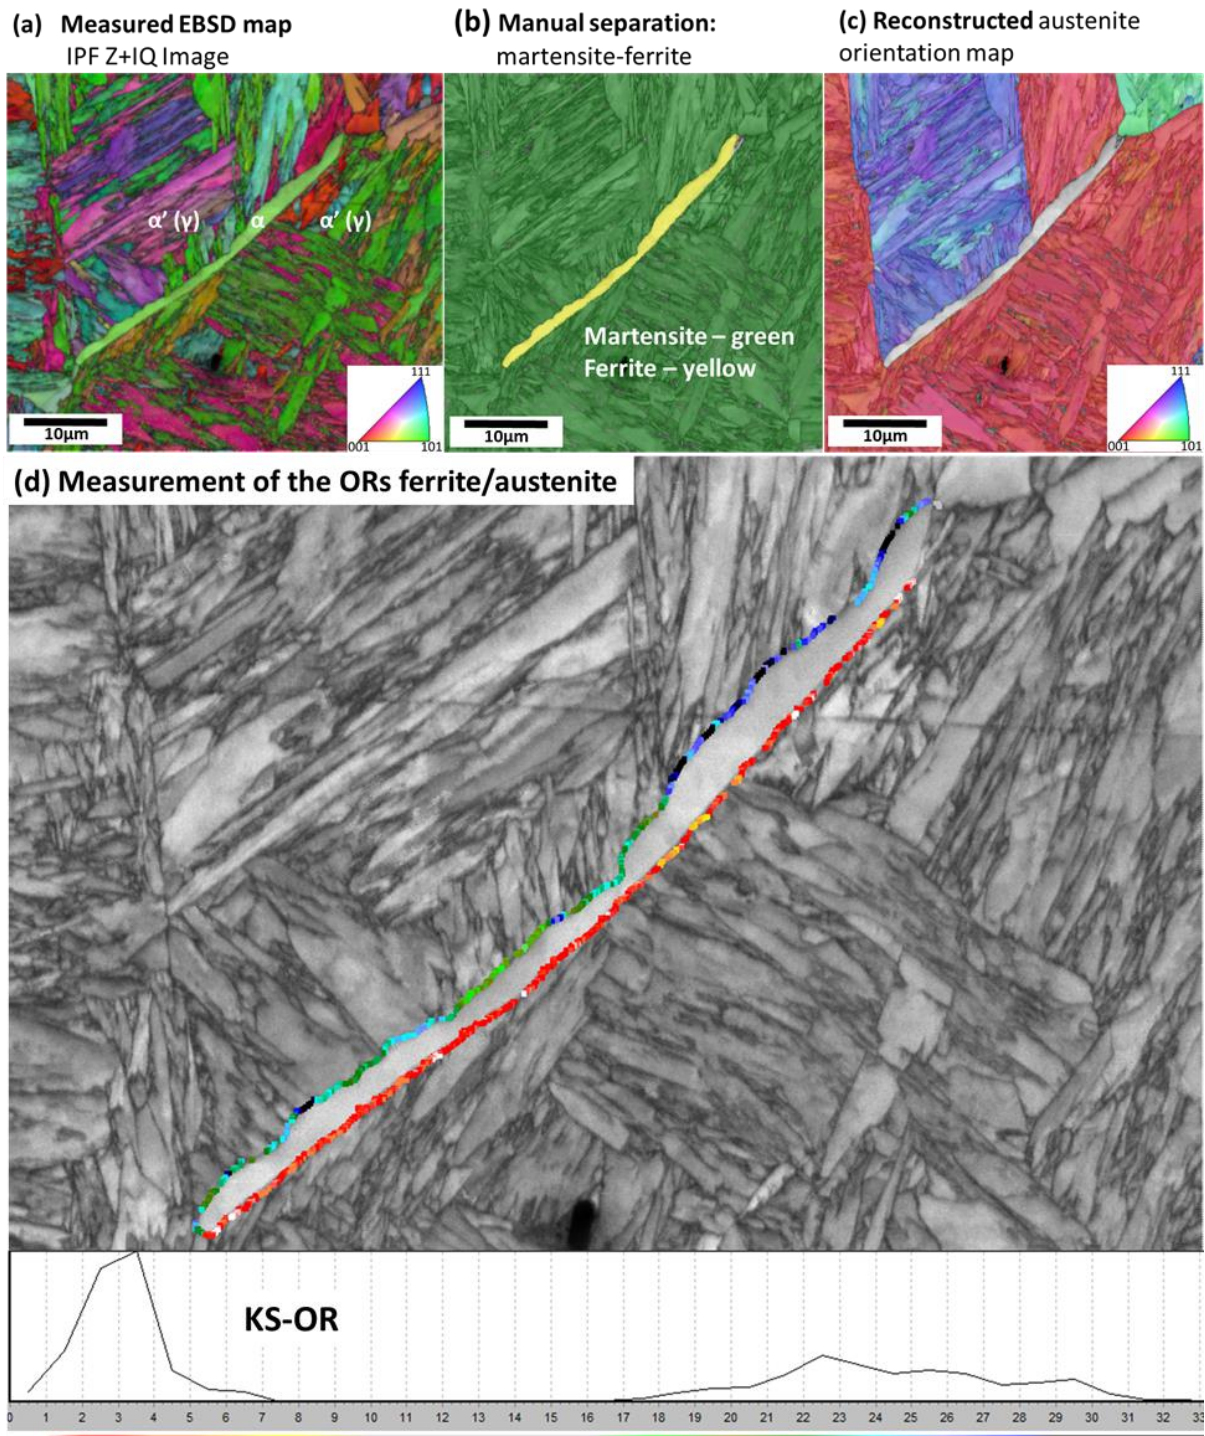 (a) Measured EBSD map
IPF Z+IQ Image
(b) Manual separation:
martensite-ferrite
(c) Reconstructed austenite
orientation map
α’ (γ)
α
α’ (γ)
111
001
101
10μm
Martensite – green
Ferrite – yellow
10μm
111
001
101
10μm
(d) Measurement of the ORs ferrite/austenite
KS-OR
0 1 2 3 4 5 6 7 8 9 10 11 12 13 14 15 16 17 18 19 20 21 22 23 24 25 26 27 28 29 30 31 32 33